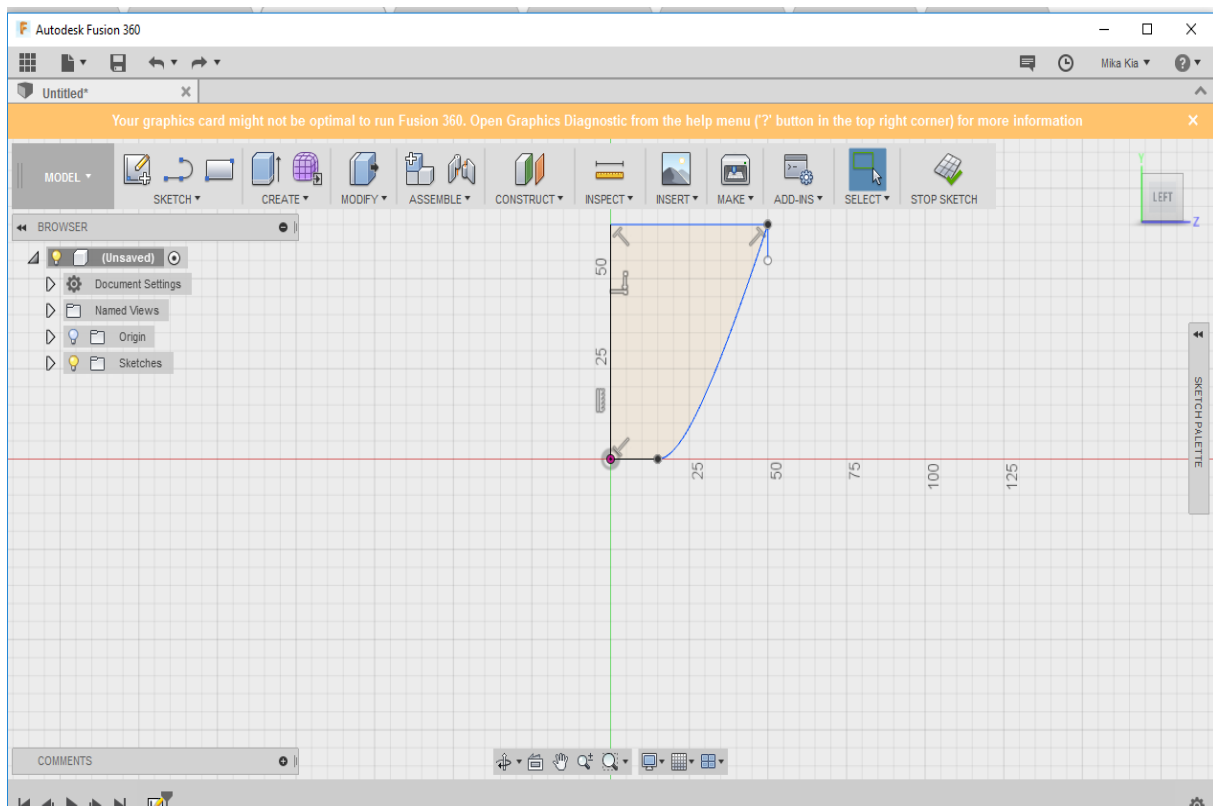 Autodesk Fusion 360
Mika Kia
?
Untitled*
Your graphics card might not be optimal to run Fusion 360. Open Graphics Diagnostic from the help menu ('?' button in the top right corner) for more information
MODEL
SKETCH
CREATE
MODIFY
ASSEMBLE
CONSTRUCT
INSPECT
INSERT
MAKE
ADD-INS
SELECT
STOP SKETCH
Y
LEFT
Z
BROWSER
(Unsaved)
Document Settings
Named Views
Origin
Sketches
50
25
25
50
75
100
125
SKETCH PALETTE
COMMENTS